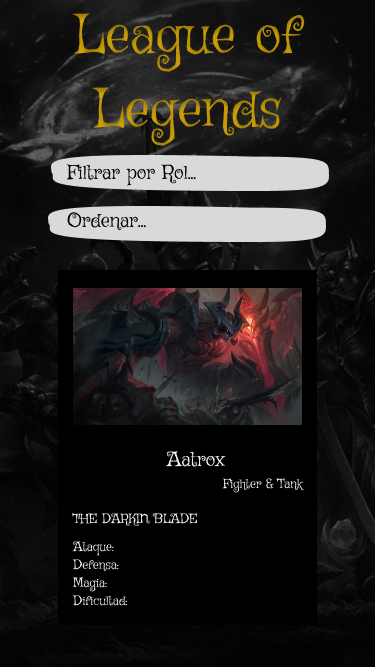 League of
Legends
Filtrar por Rol...
Ordenar...
Aatrox
Fighter & Tank
THE DARKIN BLADE
Ataque:
Defensa:
Magia:
Dificultad: